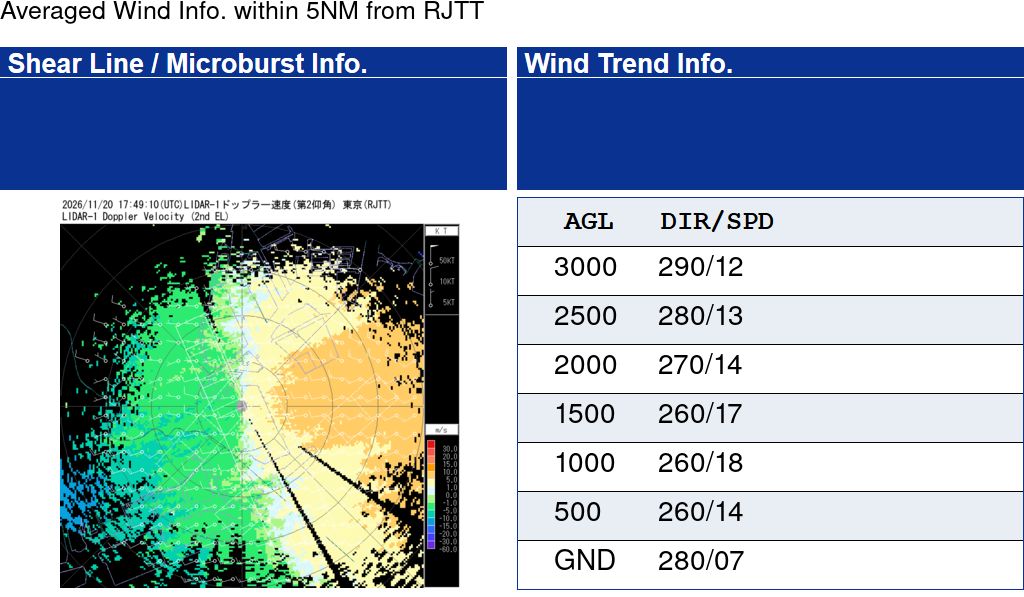 Averaged Wind Info. within 5NM from RJTT
Shear Line / Microburst Info.
Wind Trend Info.
2026/11/20 17:49:10(UTC)LIDAR-1ドップラー速度(第2仰角) 東京(RJTT)
LIDAR-1 Doppler Velocity (2nd EL)
K T
50KT
10KT
5KT
m/s
30.0
20.0
15.0
10.0
5.0
1.0
0.0
-1.0
-5.0
-10.0
-15.0
-20.0
-30.0
-60.0
AGL DIR/SPD
3000 290/12
2500 280/13
2000 270/14
1500 260/17
1000 260/18
500 260/14
GND 280/07